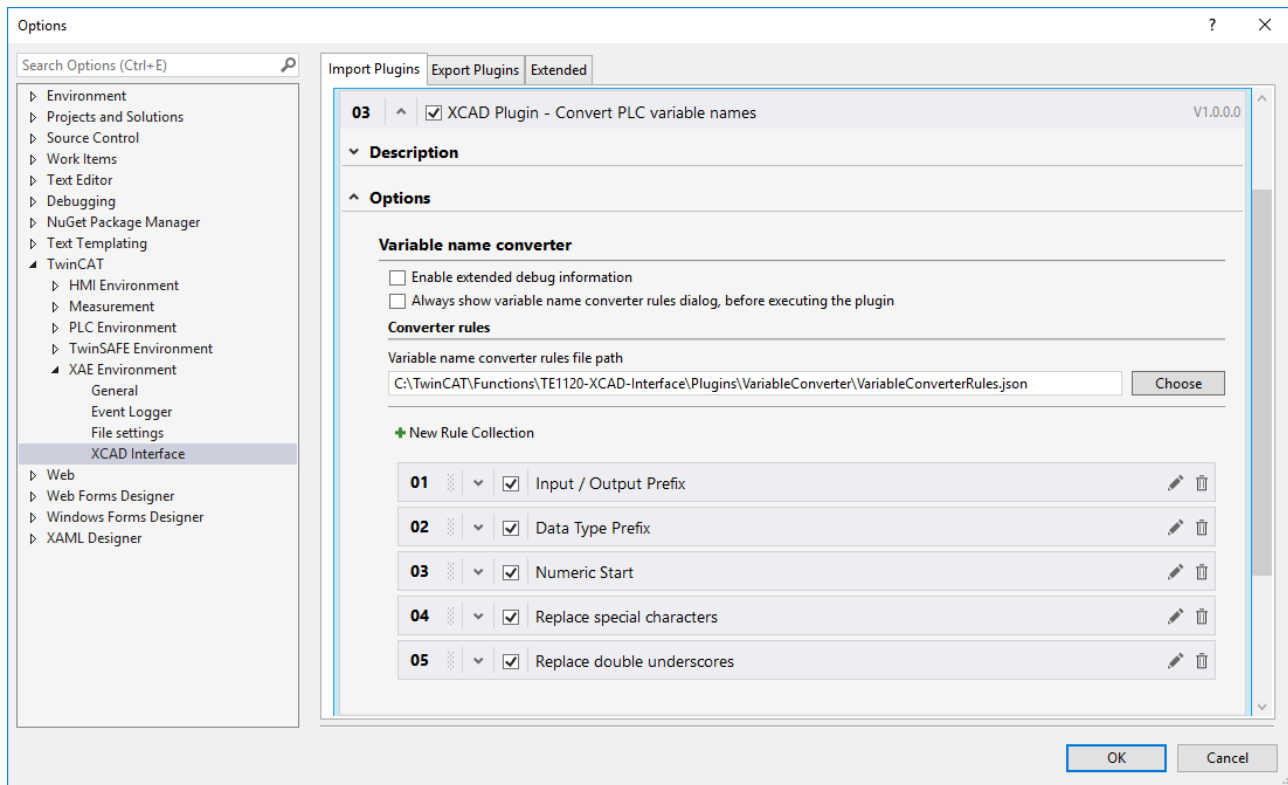 Options
?
Search Options (Ctrl+E)
Environment
Projects and Solutions
Source Control
Work Items
Text Editor
Debugging
NuGet Package Manager
Text Templating
TwinCAT
HMI Environment
Measurement
PLC Environment
TwinSAFE Environment
XAE Environment
General
Event Logger
File settings
XCAD Interface
Web
Web Forms Designer
Windows Forms Designer
XAML Designer
Import Plugins Export Plugins Extended
03 XCAD Plugin - Convert PLC variable names V1.0.0.0
Description
Options
Variable name converter
Enable extended debug information
Always show variable name converter rules dialog, before executing the plugin
Converter rules
Variable name converter rules file path
C:\TwinCAT\Functions\TE1120-XCAD-Interface\Plugins\VariableConverter\VariableConverterRules.json Choose
New Rule Collection
01 Input / Output Prefix
02 Data Type Prefix
03 Numeric Start
04 Replace special characters
05 Replace double underscores
OK Cancel